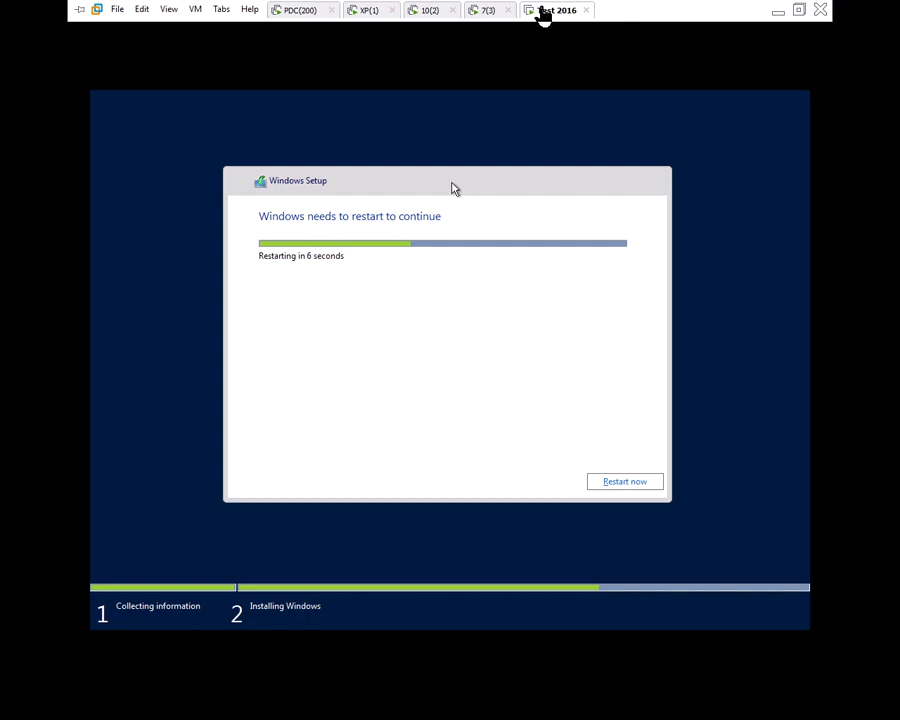 File Edit View VM Tabs Help PDC(200) XP(1) 10(2) 7(3) 2016
Windows Setup
Windows needs to restart to continue
Restarting in 6 seconds
Restart now
1 Collecting information 2 Installing Windows